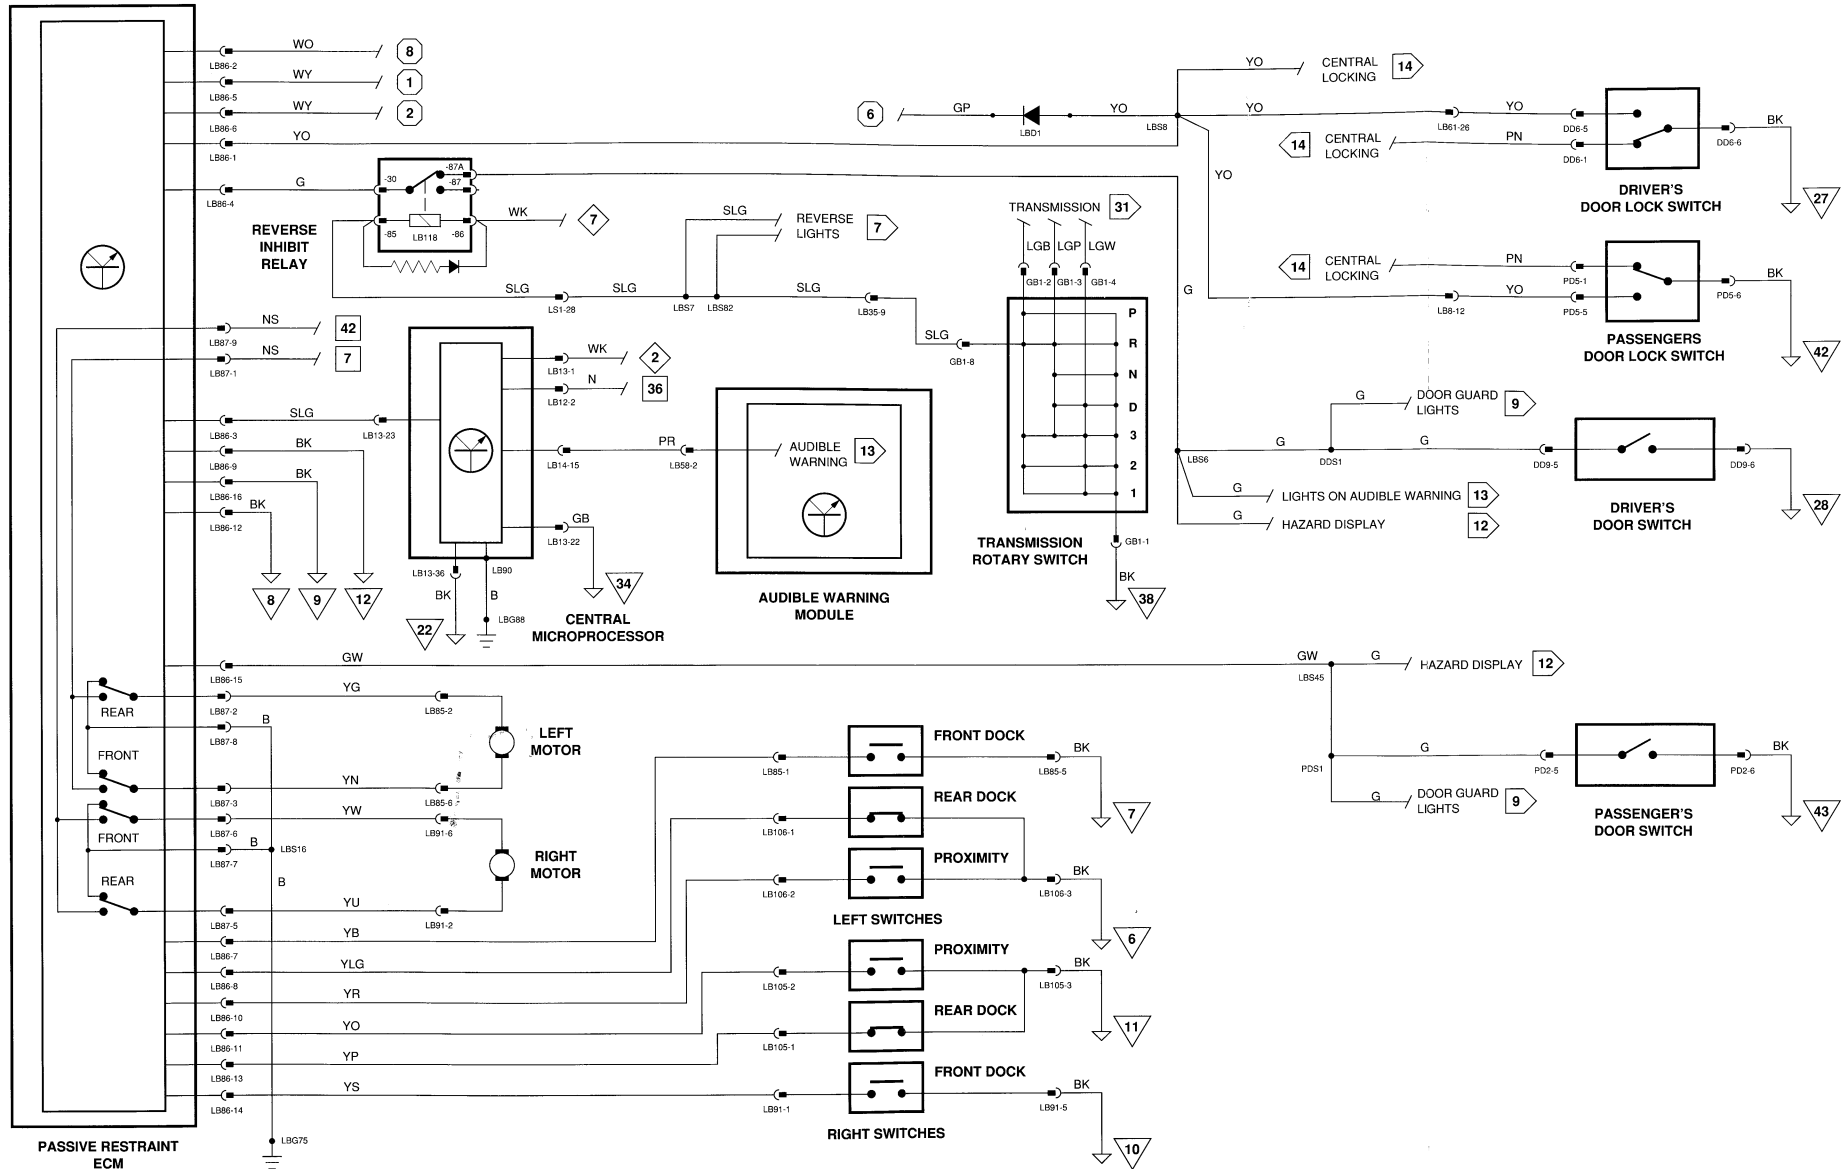 WO
8
LB86-2
WY
1
LB86-5
WY
2
LB86-6
YO
LB86-1
G
LB86-4
REVERSE
INHIBIT
RELAY
-30
-87A
-87
-85
LB118
-86
WK
7
SLG
REVERSE
LIGHTS
7
SLG
LS1-28
SLG
LBS7
LBS82
SLG
LB35-9
SLG
GB1-8
6
GP
LBD1
YO
LBS8
YO
CENTRAL
LOCKING
14
YO
LB61-26
YO
DD6-5
14
CENTRAL
LOCKING
PN
DD6-1
DD6-6
BK
27
DRIVER'S
DOOR LOCK SWITCH
YO
14
CENTRAL
LOCKING
PN
PD5-1
LB8-12
YO
PD5-5
PD5-6
BK
42
PASSENGERS
DOOR LOCK SWITCH
TRANSMISSION
31
LGB
LGP
LGW
GB1-2
GB1-3
GB1-4
P
R
N
D
3
2
1
TRANSMISSION
ROTARY SWITCH
GB1-1
BK
38
G
NS
42
LB87-9
NS
7
LB87-1
SLG
LB86-3
LB13-23
BK
LB86-9
BK
LB86-16
BK
LB86-12
8
9
12
WK
LB13-1
2
N
LB12-2
36
LB14-15
PR
LB58-2
AUDIBLE
WARNING
13
GB
LB13-22
34
LB13-36
LB90
BK
B
LBG88
22
CENTRAL
MICROPROCESSOR
AUDIBLE WARNING
MODULE
G
DOOR GUARD
LIGHTS
9
G
LBS6
DDS1
G
DD9-5
DD9-6
28
DRIVER'S
DOOR SWITCH
G
LIGHTS ON AUDIBLE WARNING
13
G
HAZARD DISPLAY
12
GW
LB86-15
GW
LBS45
G
HAZARD DISPLAY
12
PDS1
G
PD2-5
PD2-6
BK
43
G
DOOR GUARD
LIGHTS
9
PASSENGER'S
DOOR SWITCH
REAR
YG
LB87-2
LB85-2
B
LB87-8
LEFT
MOTOR
FRONT
YN
LB87-3
LB85-6
YW
LB87-6
LB91-6
FRONT
B
LB87-7
LBS16
RIGHT
MOTOR
REAR
B
YU
LB87-5
LB91-2
YB
LB86-7
YLG
LB86-8
YR
LB86-10
YO
LB86-11
YP
LB86-13
YS
LB86-14
LBG75
LB85-1
FRONT DOCK
LB85-5
BK
7
LB106-1
REAR DOCK
LB106-2
PROXIMITY
LB106-3
BK
6
LEFT SWITCHES
LB105-2
PROXIMITY
LB105-3
BK
11
LB105-1
REAR DOCK
LB91-1
FRONT DOCK
LB91-5
BK
10
RIGHT SWITCHES
PASSIVE RESTRAINT
ECM